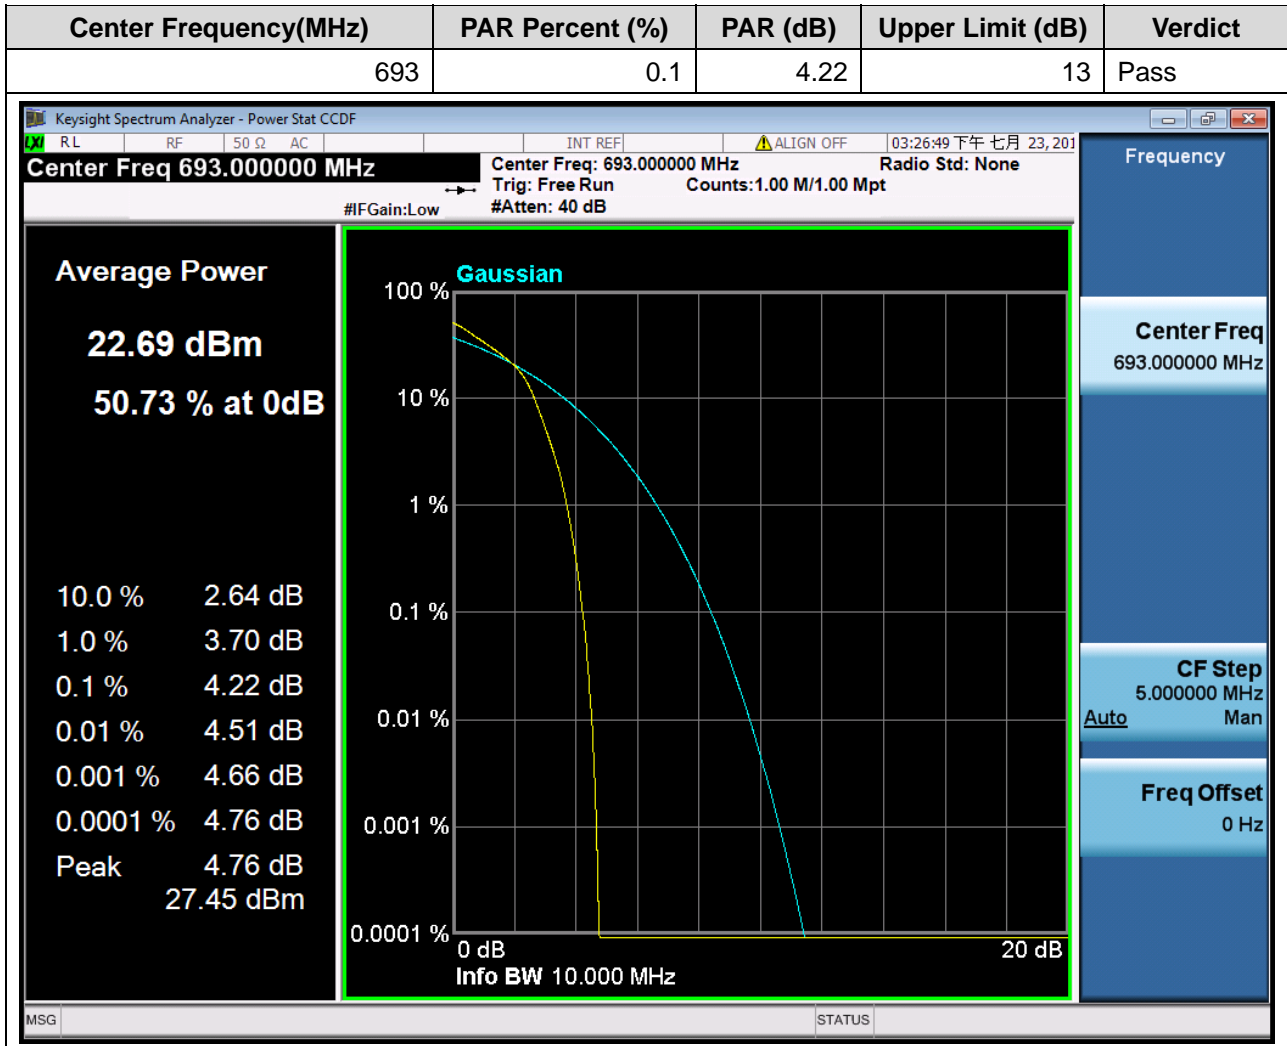 Center Frequency(MHz) PAR Percent (%) PAR (dB) Upper Limit (dB) Verdict
693 0.1 4.22 13 Pass
Keysight Spectrum Analyzer - Power Stat CCDF
LXI RL RF 50 Ω AC INT REF ALIGN OFF 03:26:49 下午 七月 23, 201
Center Freq 693.000000 MHz
Center Freq: 693.000000 MHz Radio Std: None
Trig: Free Run Counts:1.00 M/1.00 Mpt
#IFGain:Low #Atten: 40 dB
Frequency
Average Power
22.69 dBm
50.73 % at 0dB
10.0 % 2.64 dB
1.0 % 3.70 dB
0.1 % 4.22 dB
0.01 % 4.51 dB
0.001 % 4.66 dB
0.0001 % 4.76 dB
Peak 4.76 dB
27.45 dBm
Gaussian
100 %
10 %
1 %
0.1 %
0.01 %
0.001 %
0.0001 %
0 dB 20 dB
Info BW 10.000 MHz
Center Freq
693.000000 MHz
CF Step
5.000000 MHz
Auto Man
Freq Offset
0 Hz
MSG STATUS